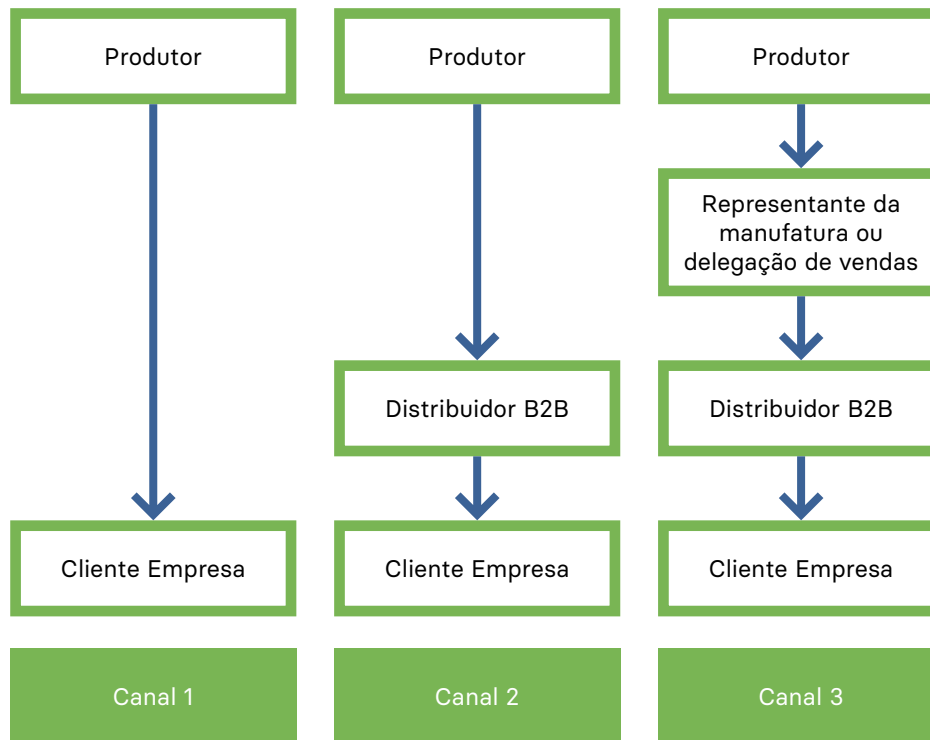 Produtor
Produtor
Produtor
Representante da
manufatura ou
delegação de vendas
Distribuidor B2B
Distribuidor B2B
Cliente Empresa
Cliente Empresa
Cliente Empresa
Canal 1
Canal 2
Canal 3